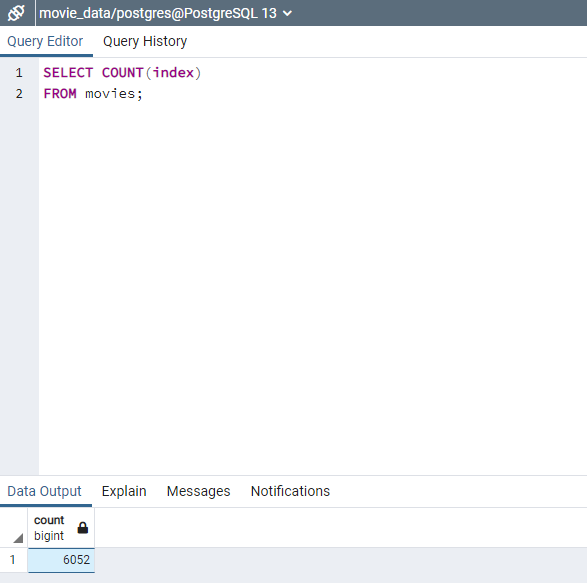 movie_data/postgres@PostgreSQL 13
Query Editor Query History
1 SELECT COUNT(index)
2 FROM movies;
Data Output Explain Messages Notifications
count
bigint
1 6052